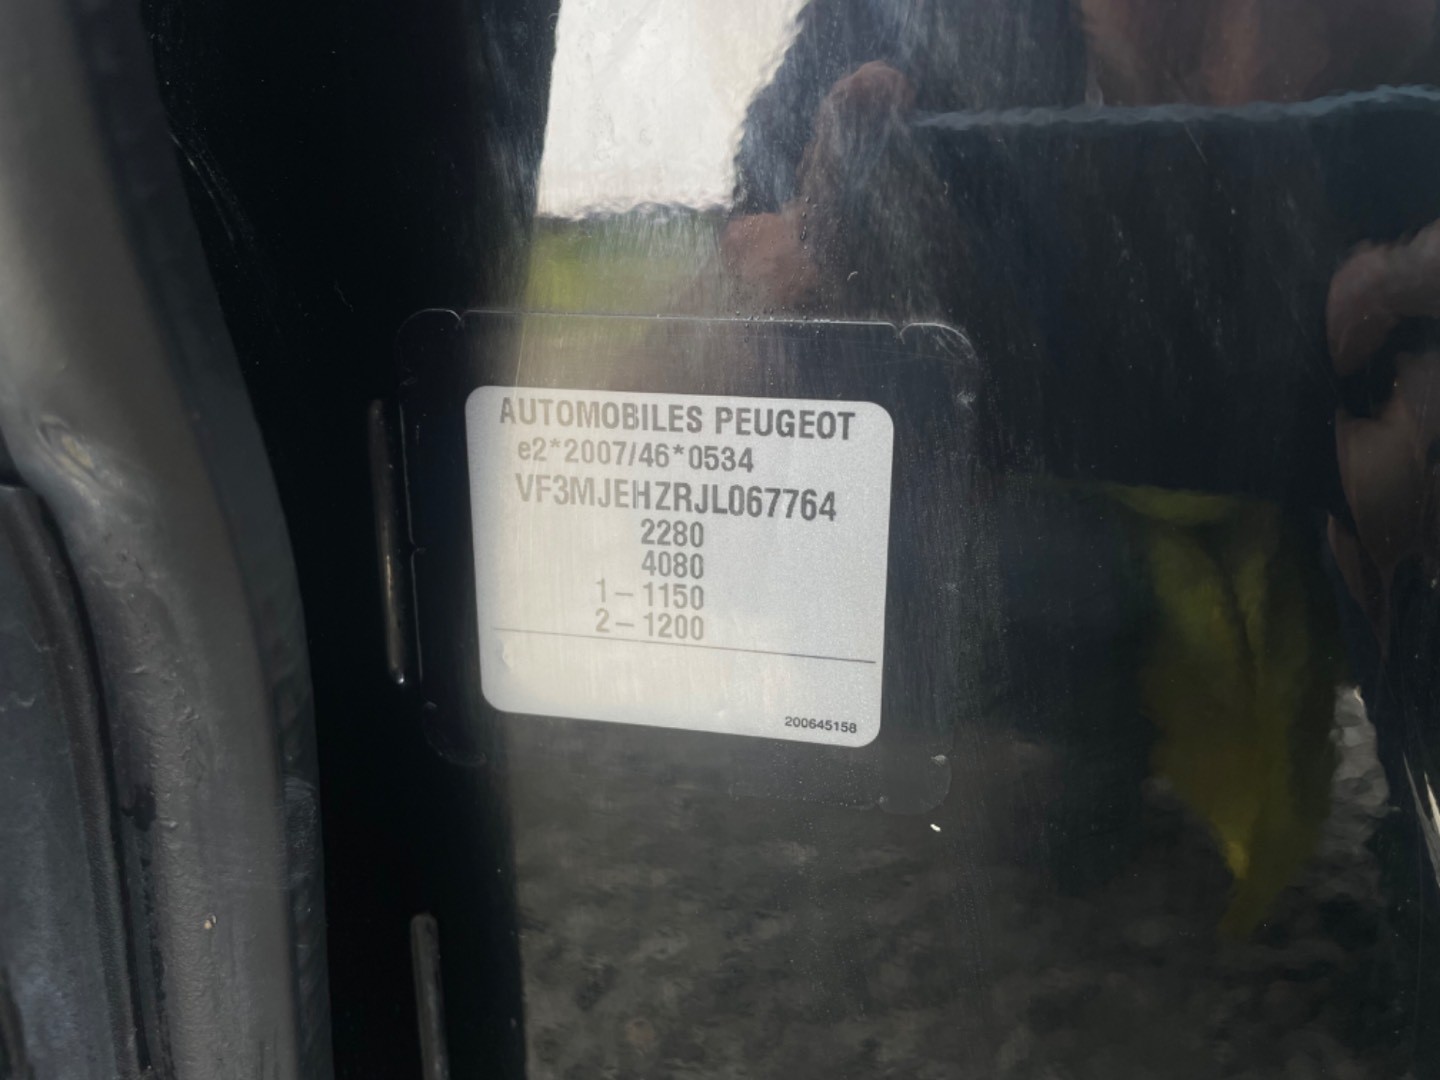 AUTOMOBILES PEUGEOT
e2*2007/46*0534
VF3MJEHZRJL067764
2280
4080
1-1150
2-1200
200645158